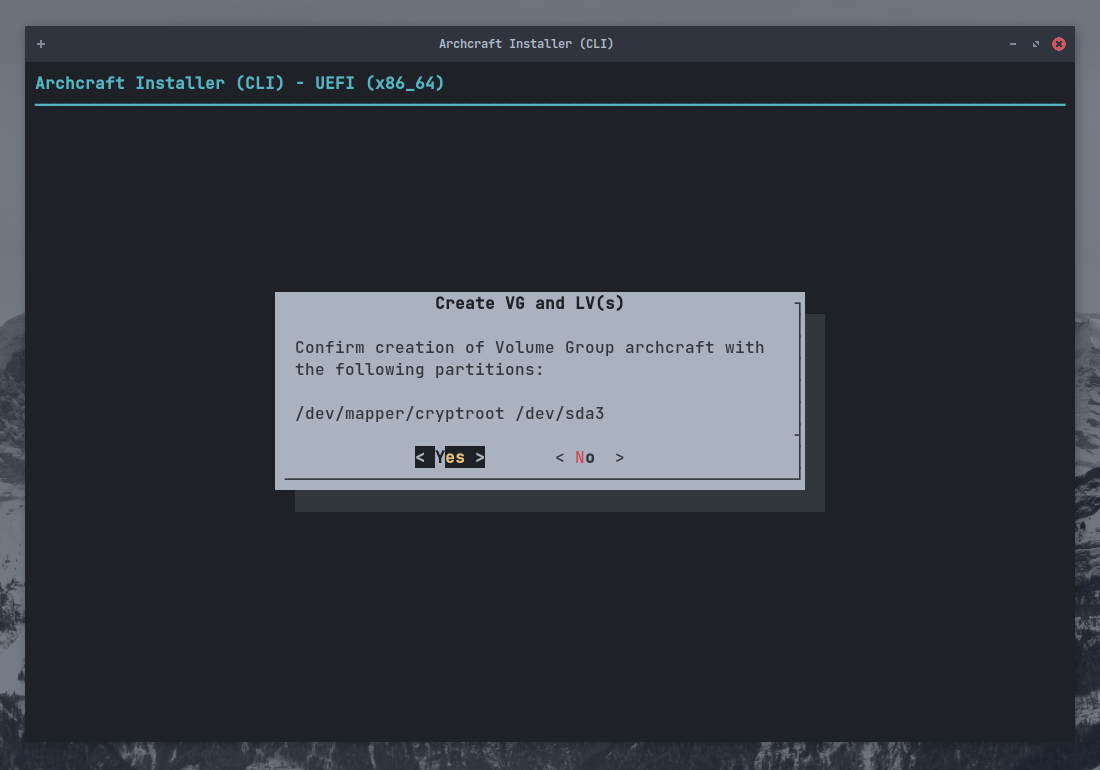 Archcraft Installer (CLI)
Archcraft Installer (CLI) - UEFI (x86_64)
Create VG and LV(s)
Confirm creation of Volume Group archcraft with
the following partitions:
/dev/mapper/cryptroot /dev/sda3
< Yes > < No >